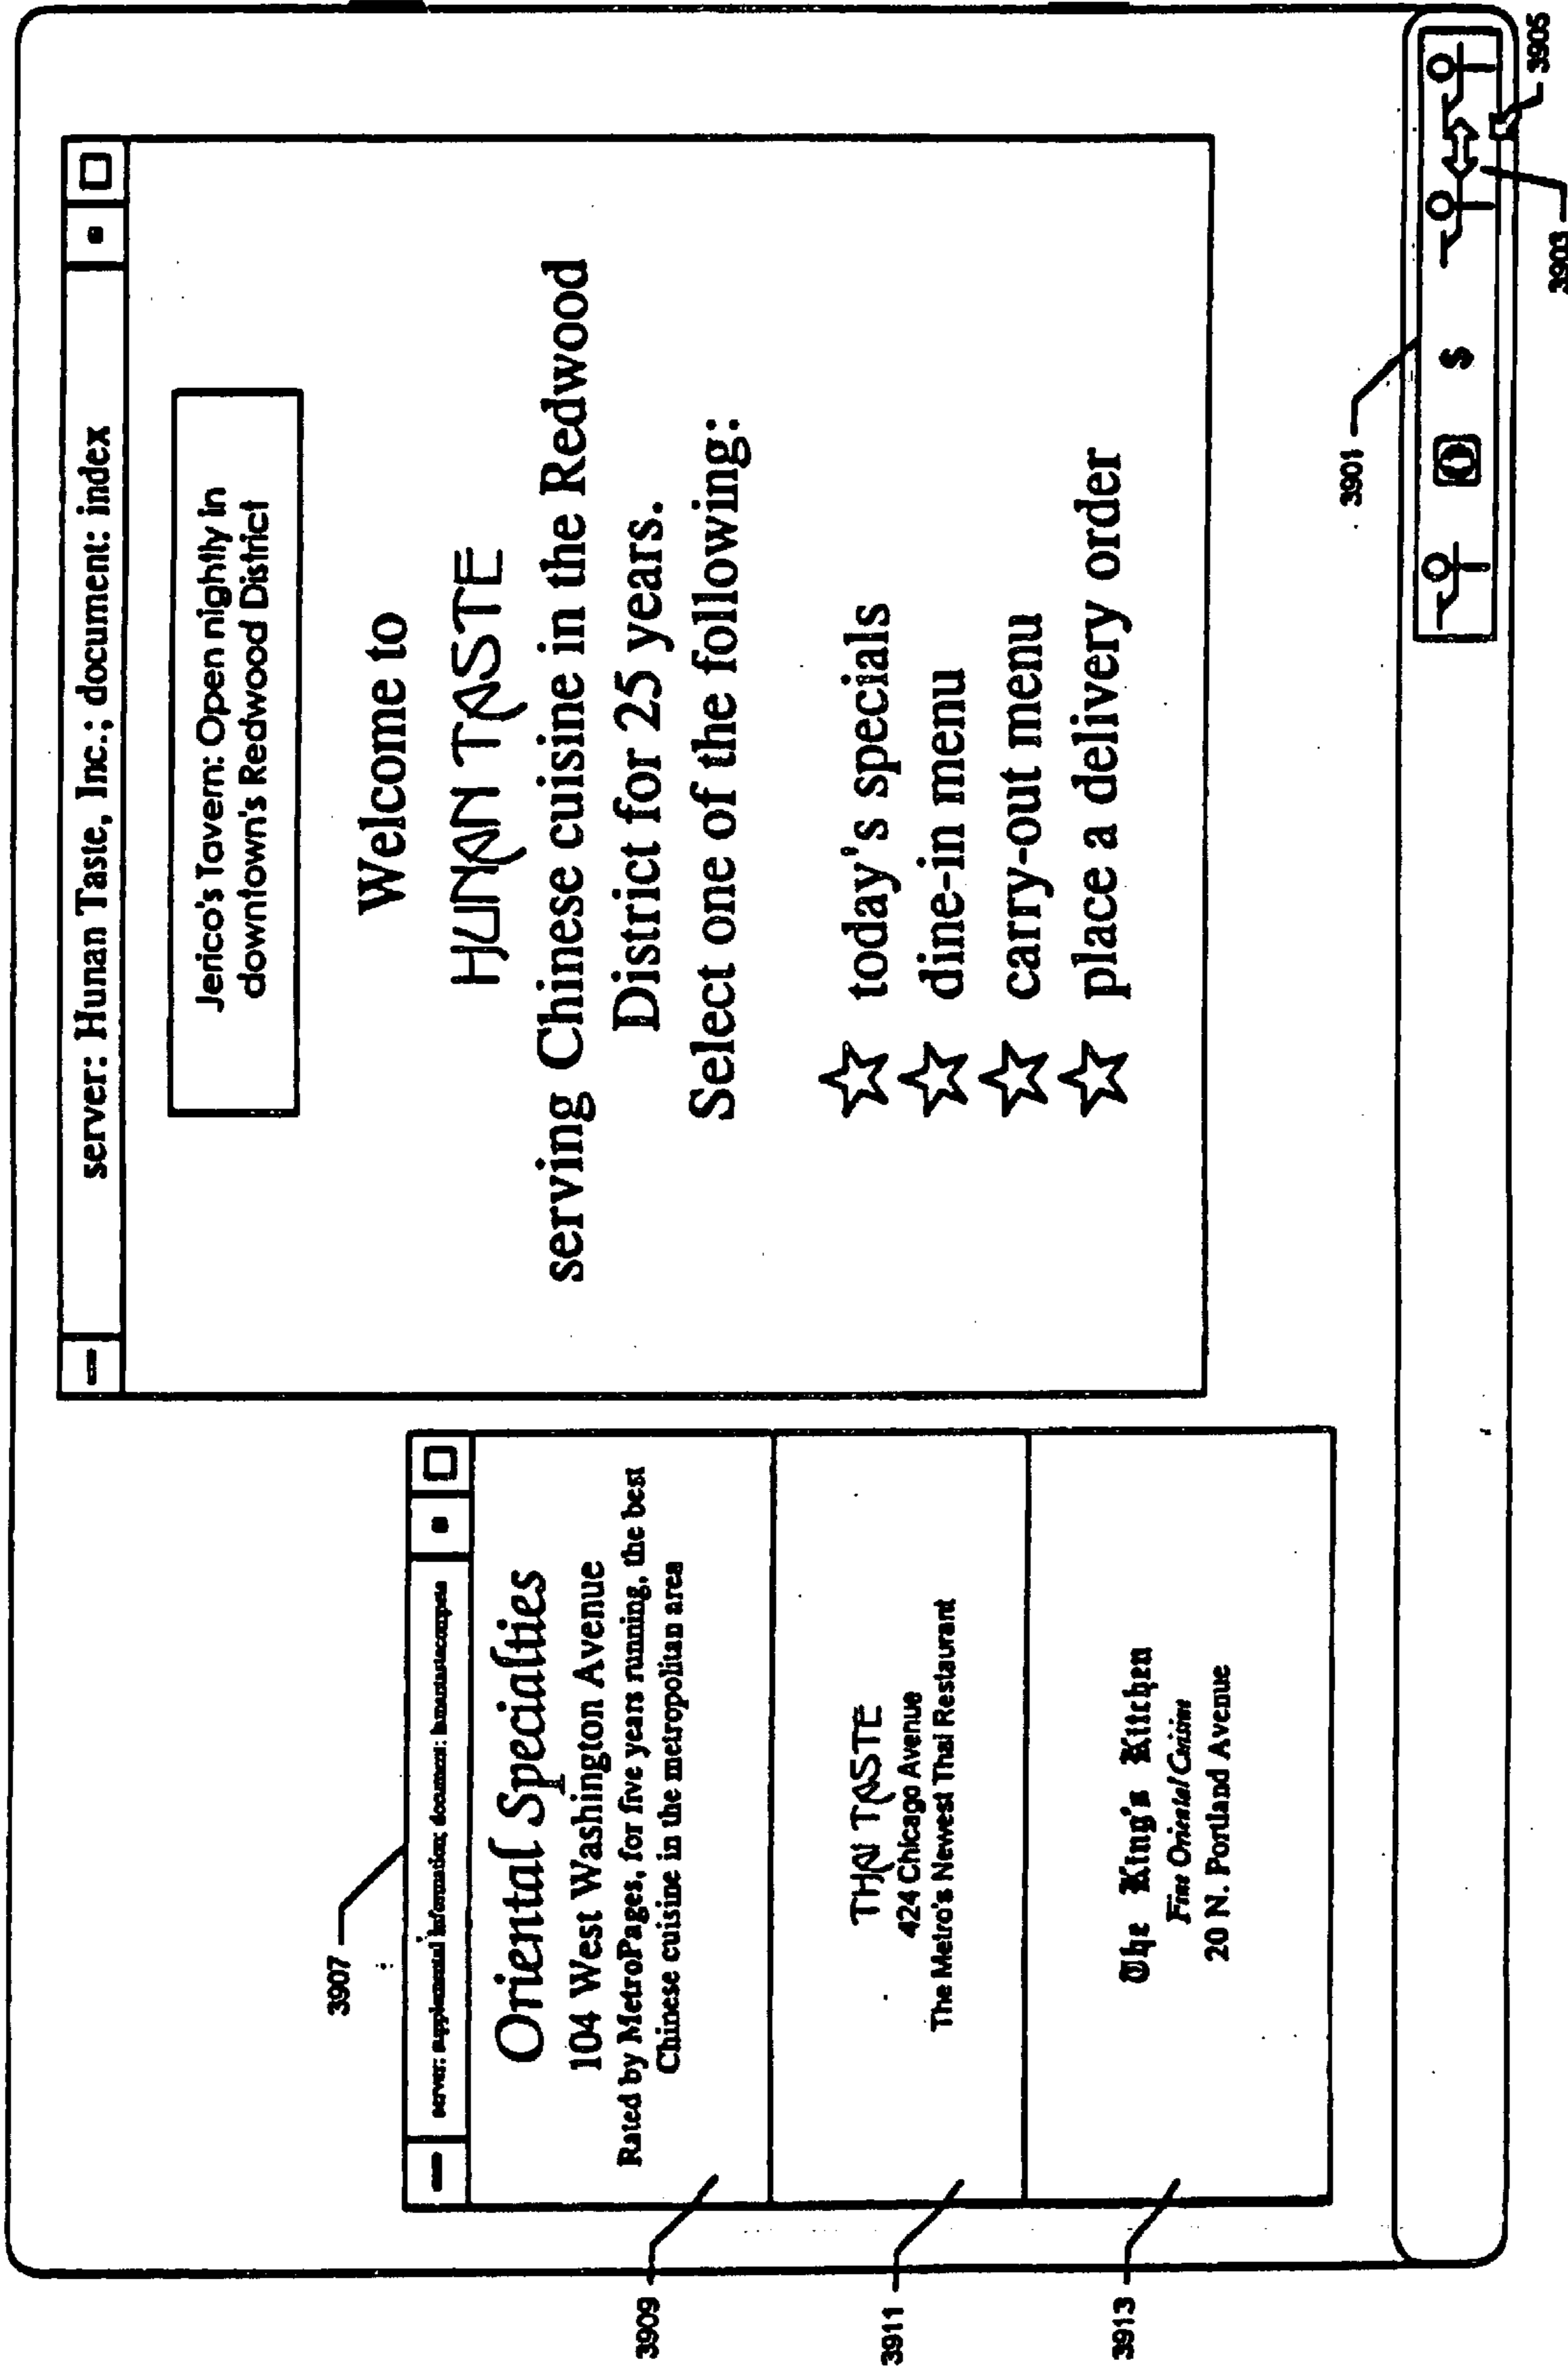 3907
server: supplemental information; document:
Oriental Specialties
104 West Washington Avenue
Rated by MetroPages, for five years running, the best
Chinese cuisine in the metropolitan area
THAI TASTE
424 Chicago Avenue
The Metro's Newest Thai Restaurant
The King's Kitchen
Fine Oriental Cuisine
20 N. Portland Avenue
3909
3911
3913
server: Hunan Taste, Inc.; document: index
Jerico's Tavern: Open nightly in
downtown's Redwood District
Welcome to
HUNAN TASTE
serving Chinese cuisine in the Redwood
District for 25 years.
Select one of the following:
today's specials
dine-in menu
carry-out menu
place a delivery order
3901
$
3903
3905